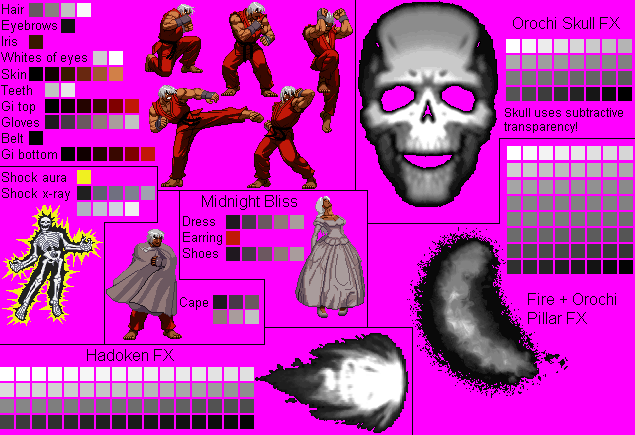 Hair
Eyebrows
Iris
Whites of eyes
Skin
Teeth
Gi top
Gloves
Belt
Gi bottom
Shock aura
Shock x-ray
Midnight Bliss
Dress
Earring
Shoes
Cape
Orochi Skull FX
Skull uses subtractive
transparency!
Fire + Orochi
Pillar FX
Hadoken FX